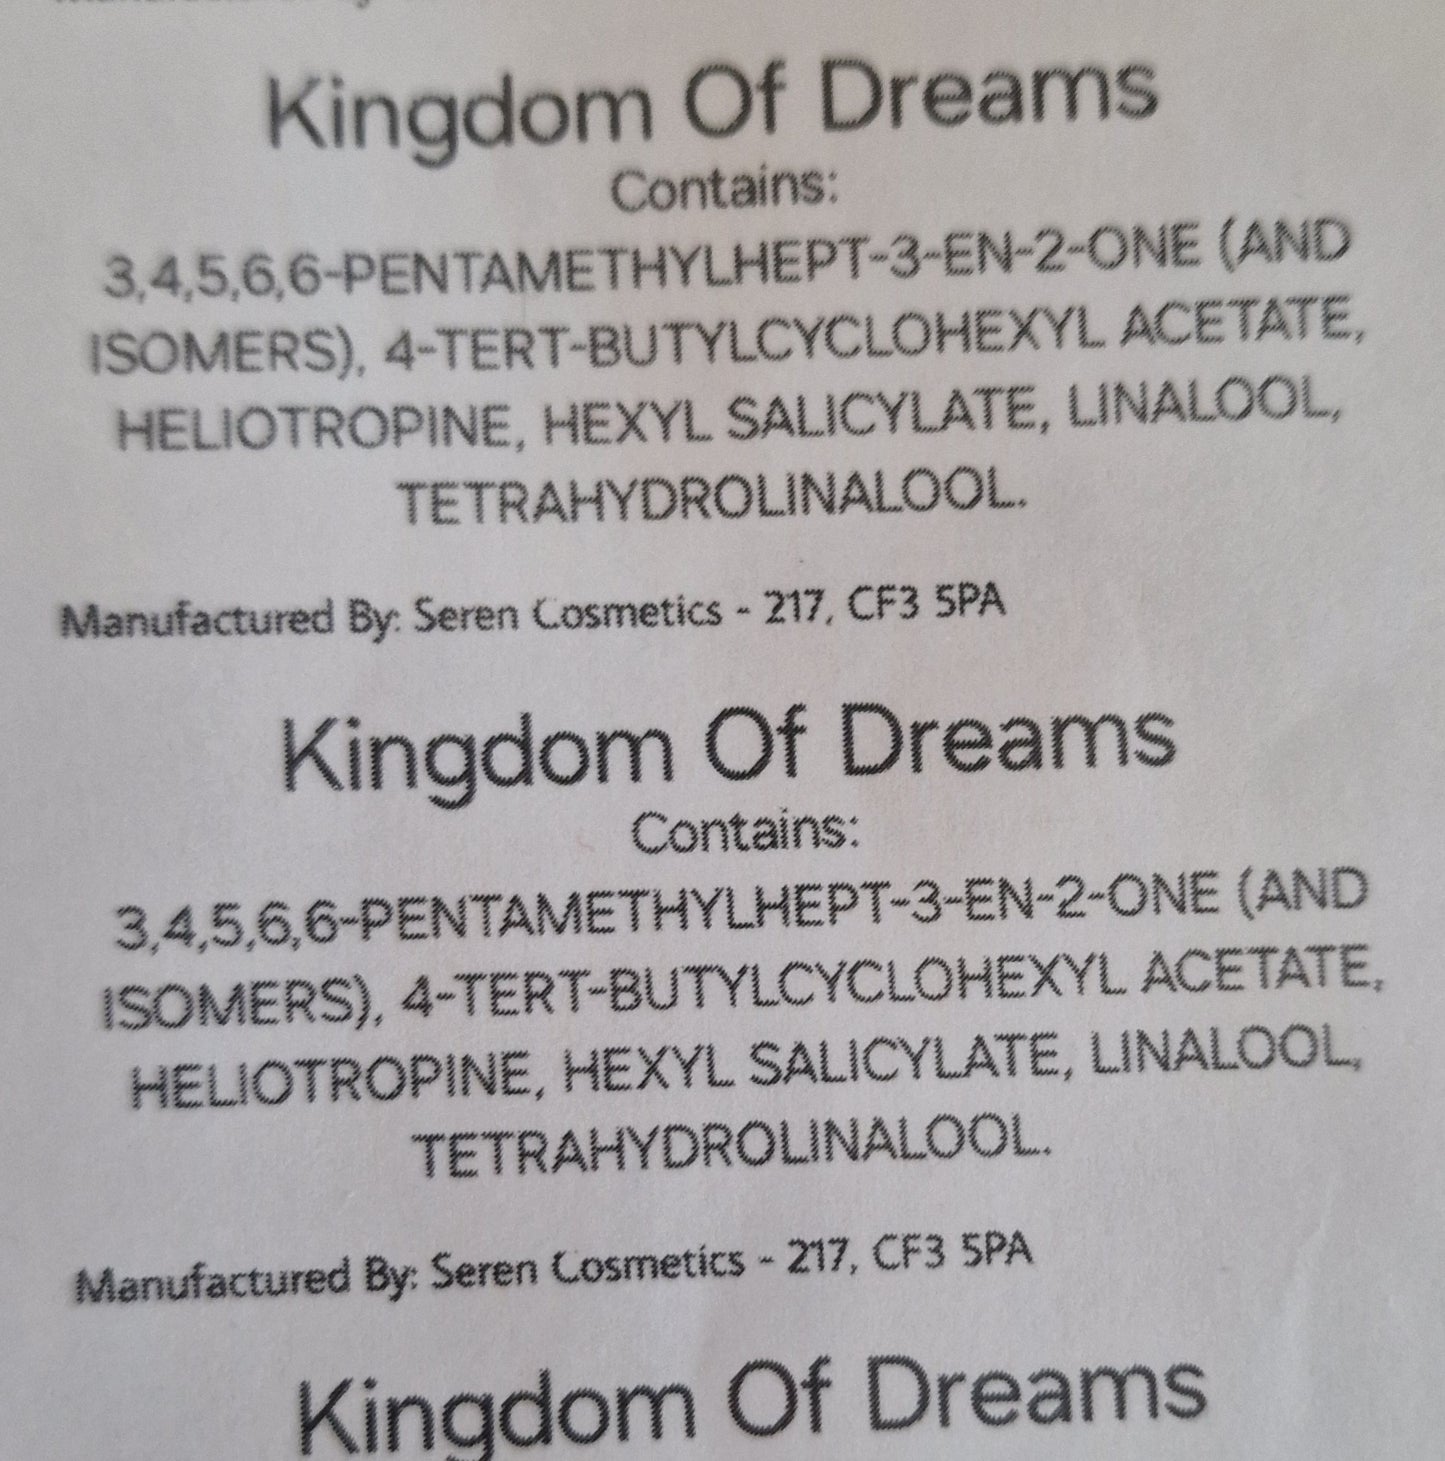 Kingdom Of Dreams
Contains:
3,4,5,6,6-PENTAMETHYLHEPT-3-EN-2-ONE (AND
ISOMERS), 4-TERT-BUTYLCYCLOHEXYL ACETATE,
HELIOTROPINE, HEXYL SALICYLATE, LINALOOL,
TETRAHYDROLINALOOL.
Manufactured By: Seren Cosmetics - 217, CF3 5PA
Kingdom Of Dreams
Contains:
3,4,5,6,6-PENTAMETHYLHEPT-3-EN-2-ONE (AND
ISOMERS), 4-TERT-BUTYLCYCLOHEXYL ACETATE,
HELIOTROPINE, HEXYL SALICYLATE, LINALOOL,
TETRAHYDROLINALOOL.
Manufactured By: Seren Cosmetics - 217, CF3 5PA
Kingdom Of Dreams